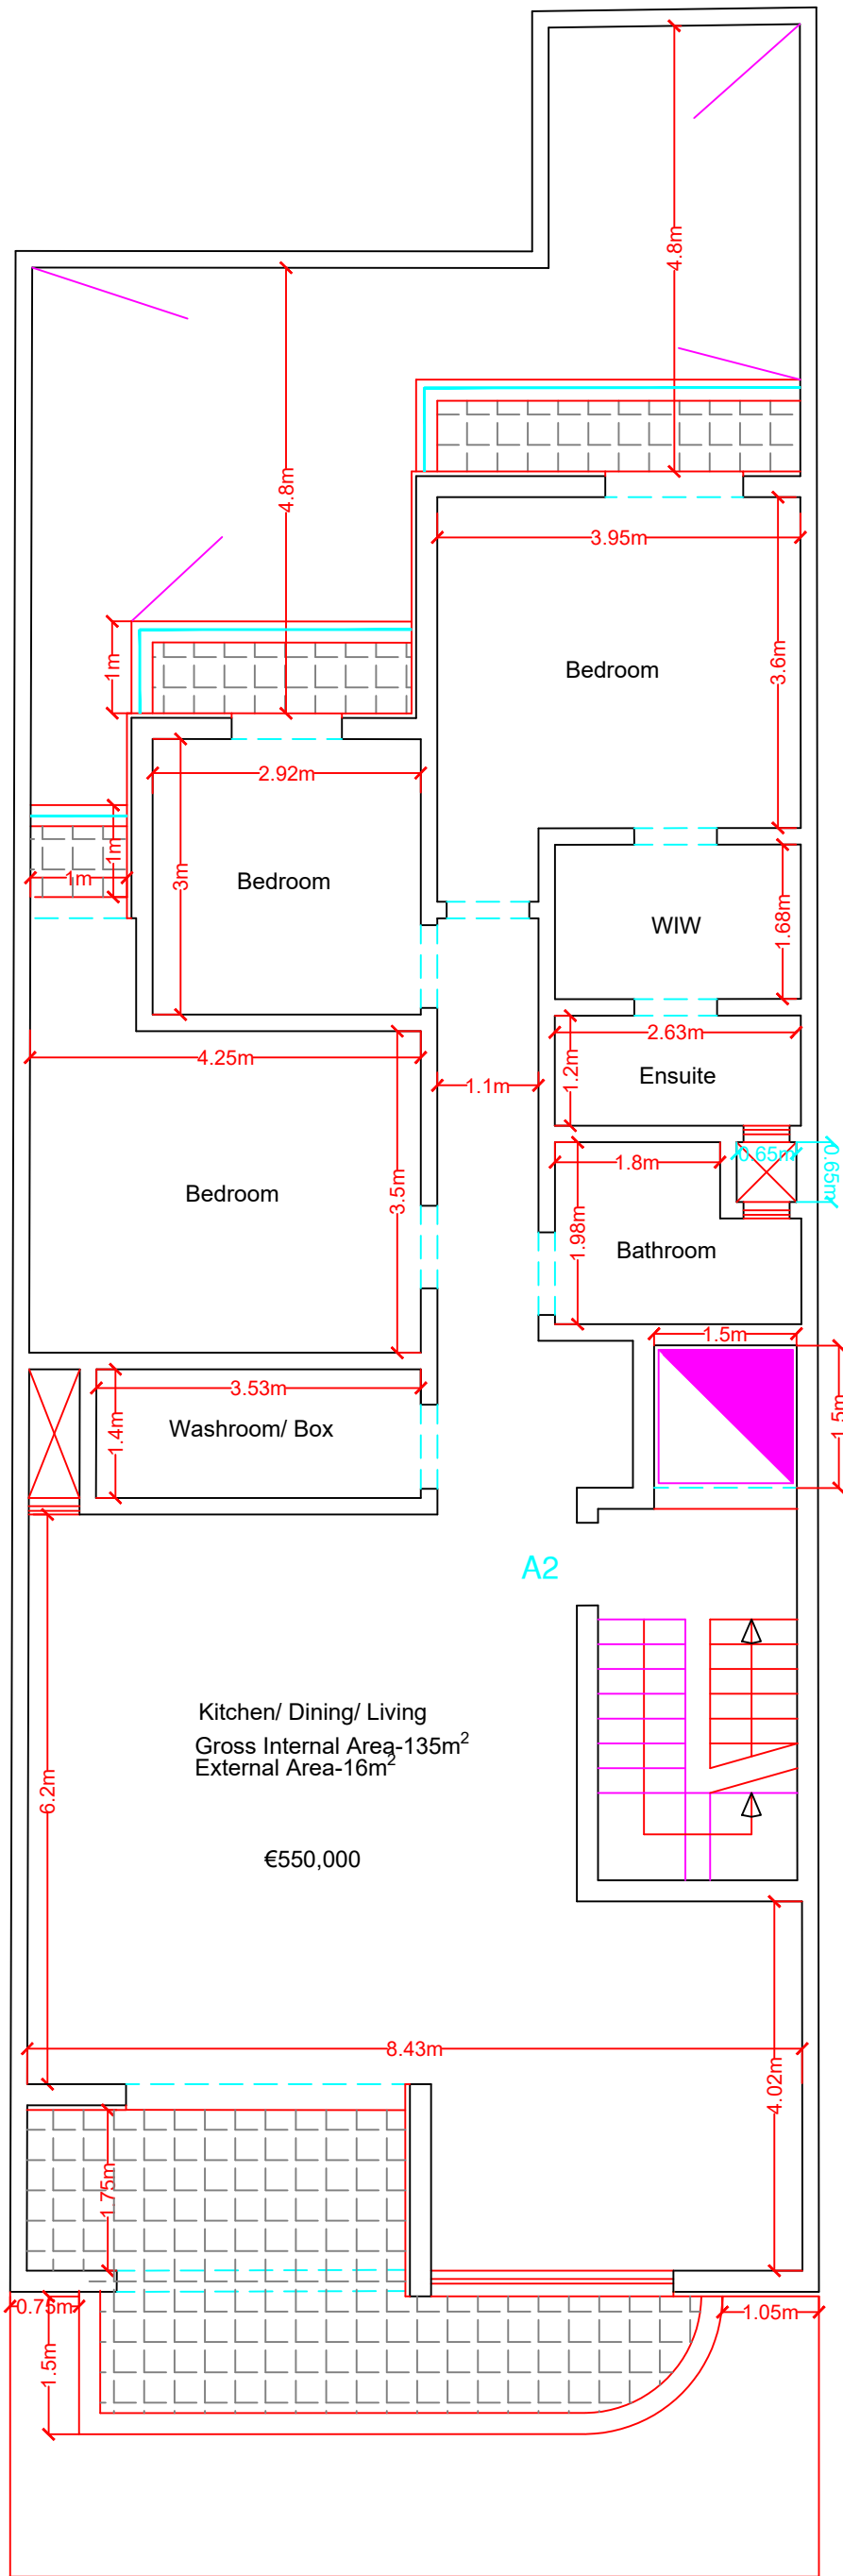 4.8m
4.8m
3.95m
Bedroom
3.6m
1m
2.92m
3m
Bedroom
1m
1m
WIW
1.68m
4.25m
1.1m
2.63m
1.2m
Ensuite
0.65m
0.65m
1.8m
Bedroom
3.5m
1.98m
Bathroom
1.5m
1.5m
3.53m
1.4m
Washroom/ Box
A2
Kitchen/ Dining/ Living
Gross Internal Area-135m²
External Area-16m²
6.2m
€550,000
8.43m
4.02m
1.75m
0.75m
1.05m
1.5m